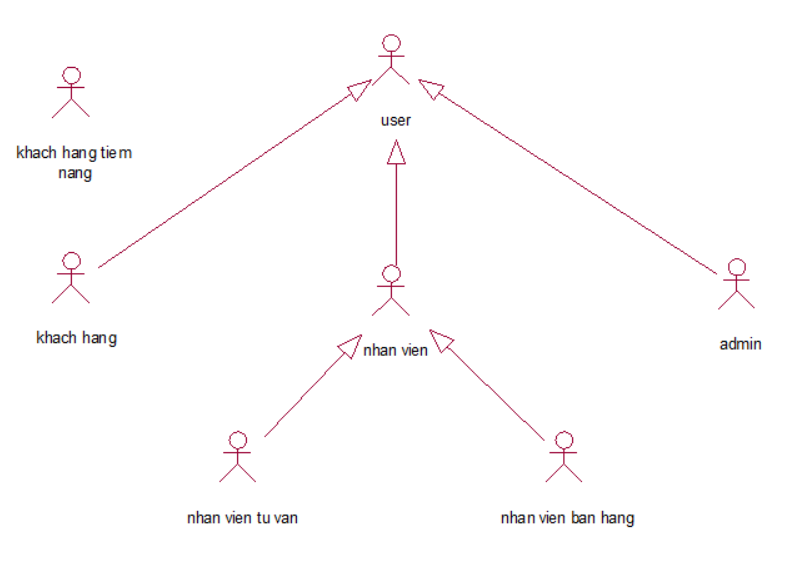 user
khach hang tiem
nang
khach hang
nhan vien
admin
nhan vien tu van
nhan vien ban hang